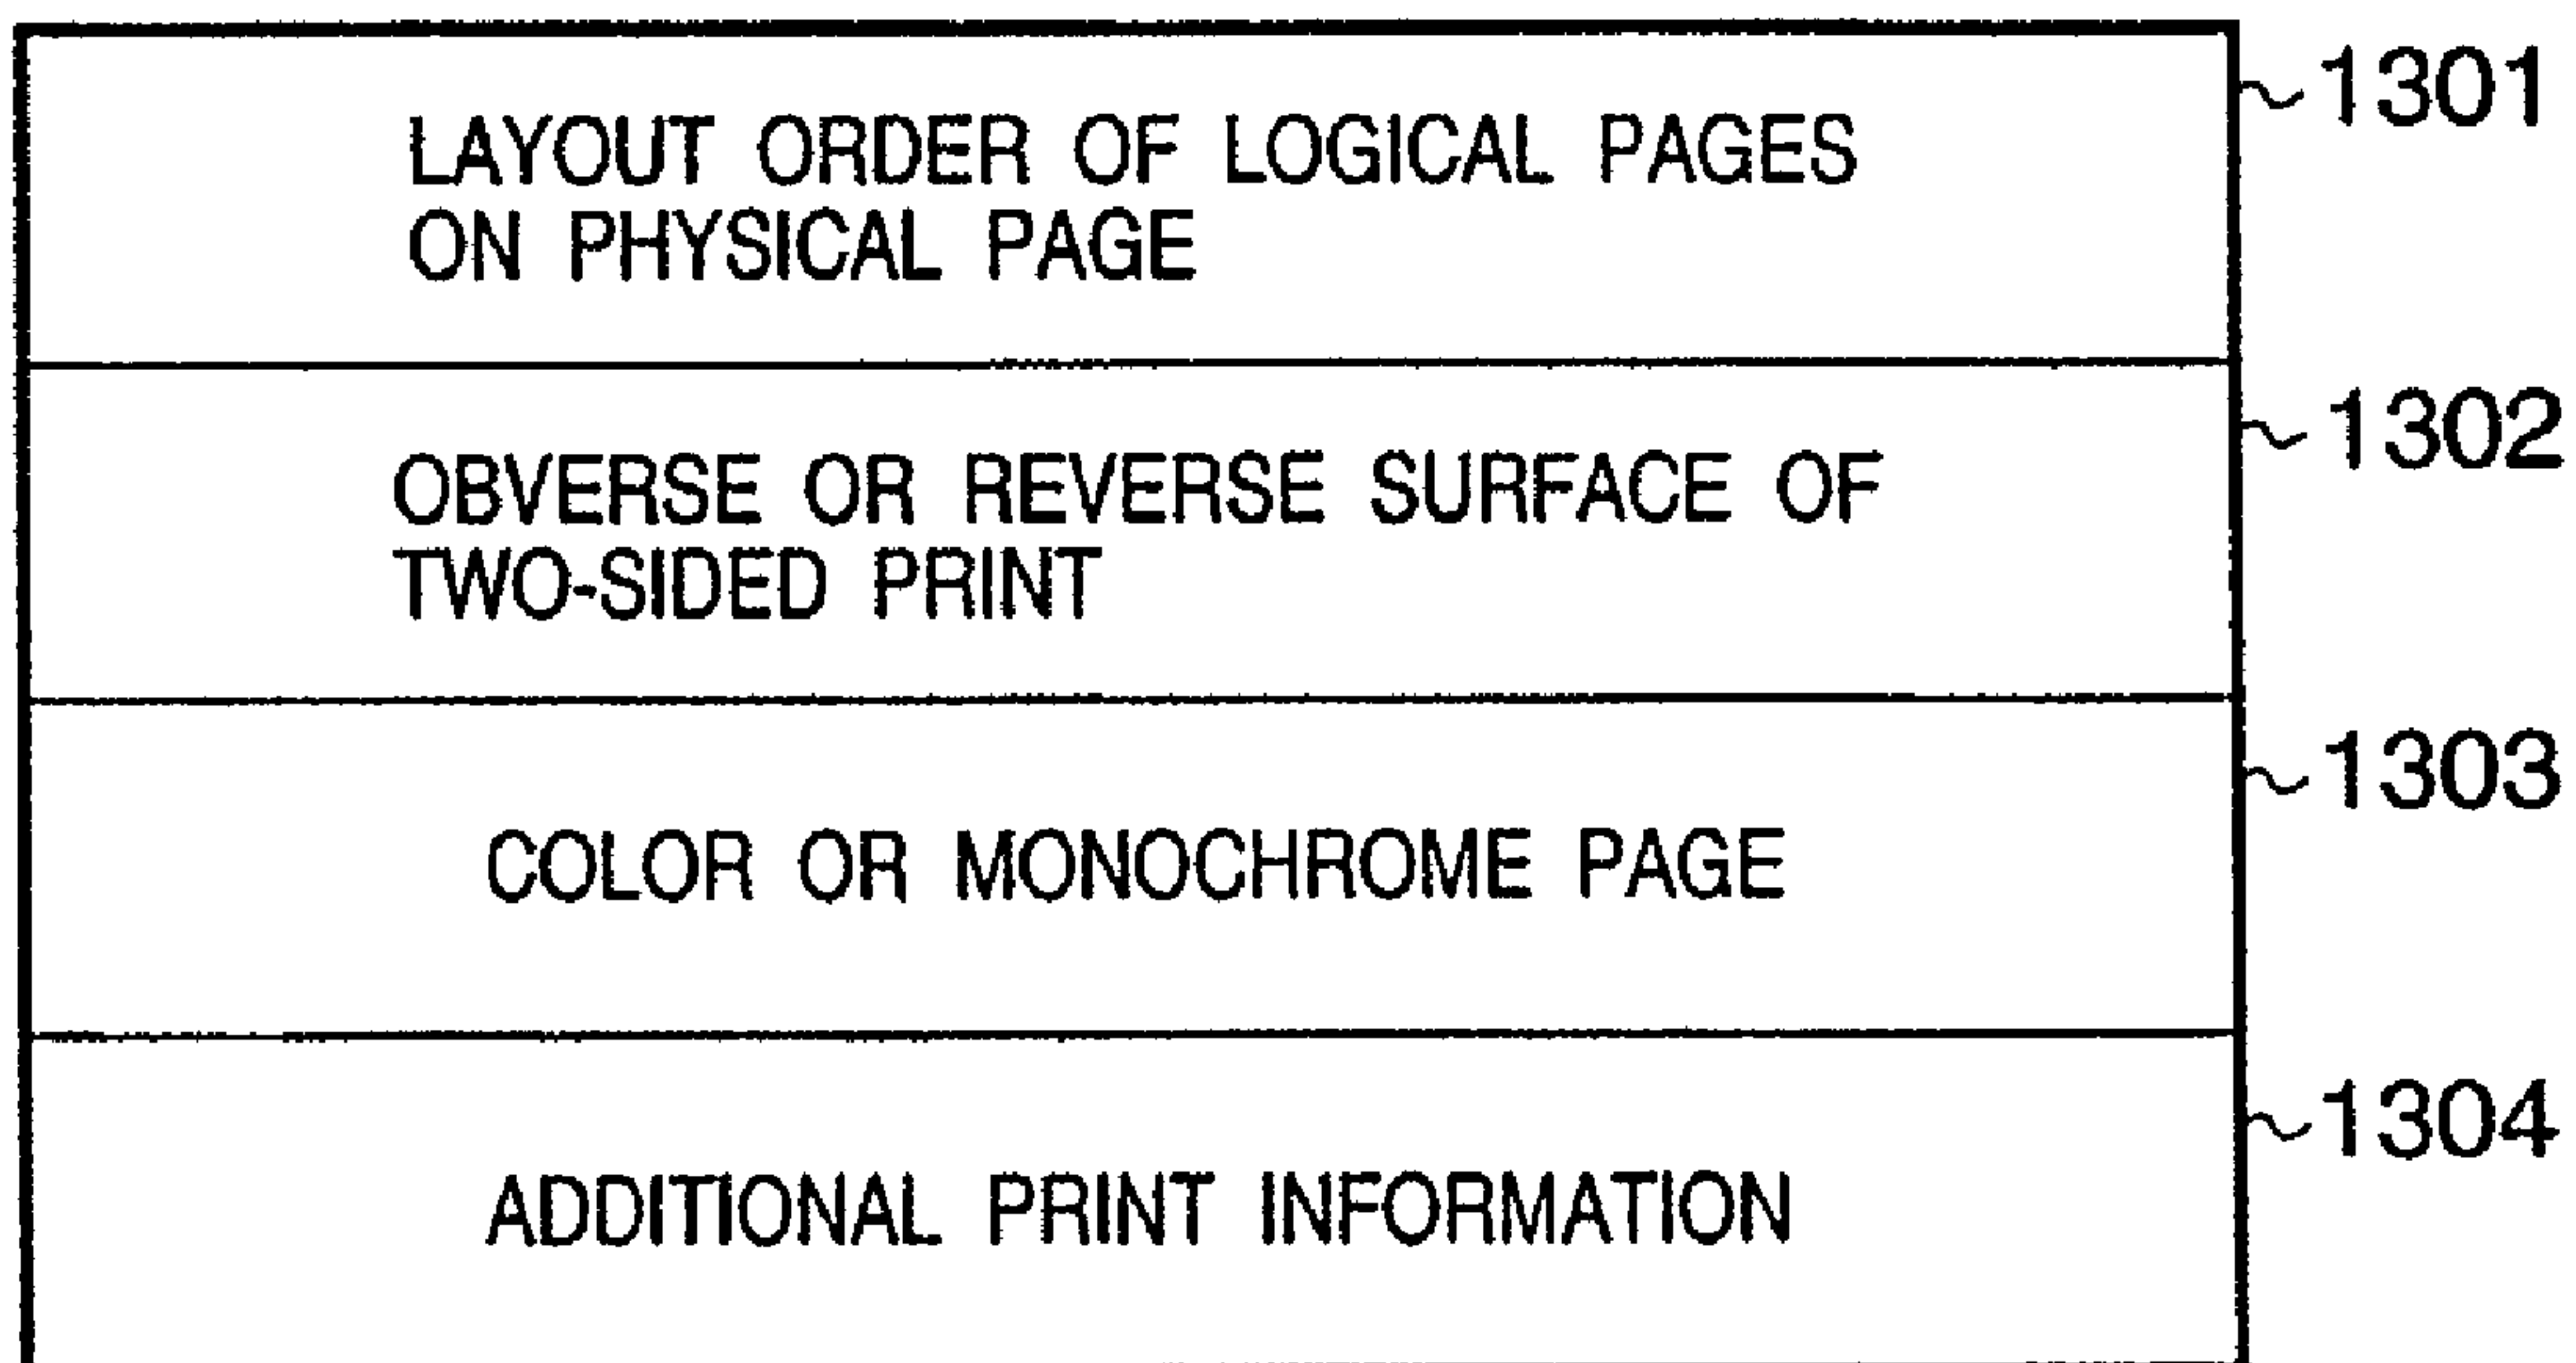 LAYOUT ORDER OF LOGICAL PAGES
ON PHYSICAL PAGE
1301
OBVERSE OR REVERSE SURFACE OF
TWO-SIDED PRINT
1302
COLOR OR MONOCHROME PAGE
1303
ADDITIONAL PRINT INFORMATION
1304